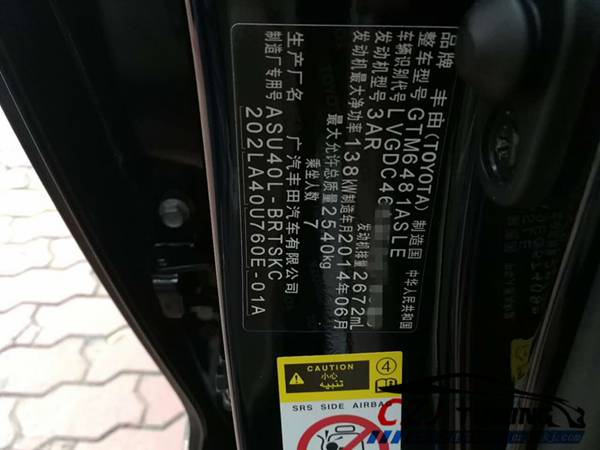 品牌 丰田(TOYOTA) 制造国 中华人民共和国
整车型号 GTM6481ASLE
车辆识别代号 LVGDC46
发动机型号 3AR 发动机排量 2672mL
发动机最大净功率 138kW 制造年月 2014年06月
最大允许总质量 2540kg
乘坐人数 7
生产厂名 广汽丰田汽车有限公司
制造厂专用号 ASU40L-BRTSKC
202LA40U760E-01A
CAUTION
小心
4
SRS SIDE AIRBAG